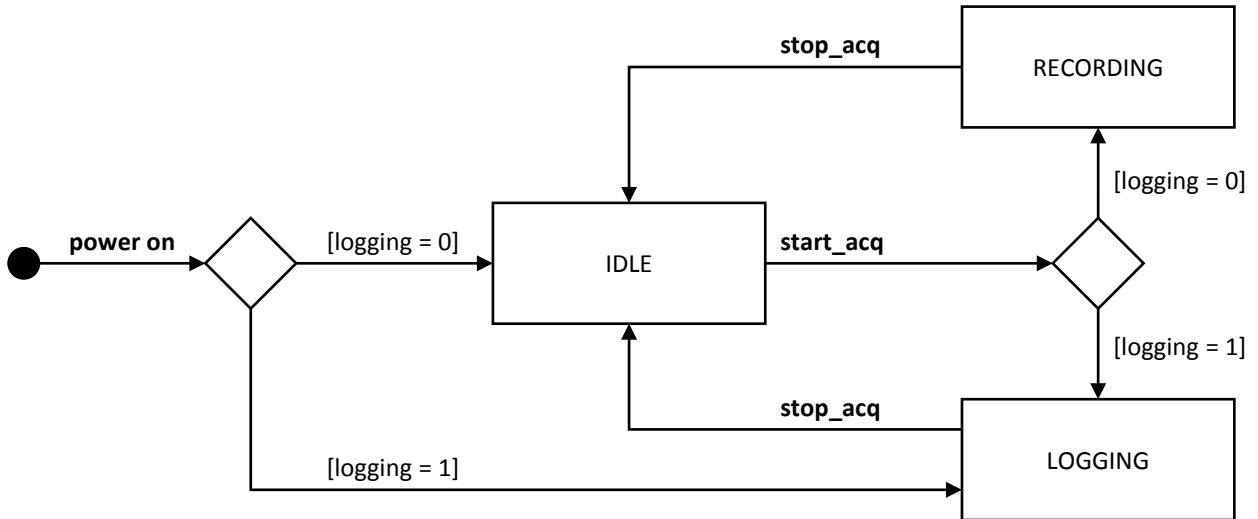 stop_acq
RECORDING
[logging = 0]
power on
[logging = 0]
IDLE
start_acq
[logging = 1]
stop_acq
[logging = 1]
LOGGING